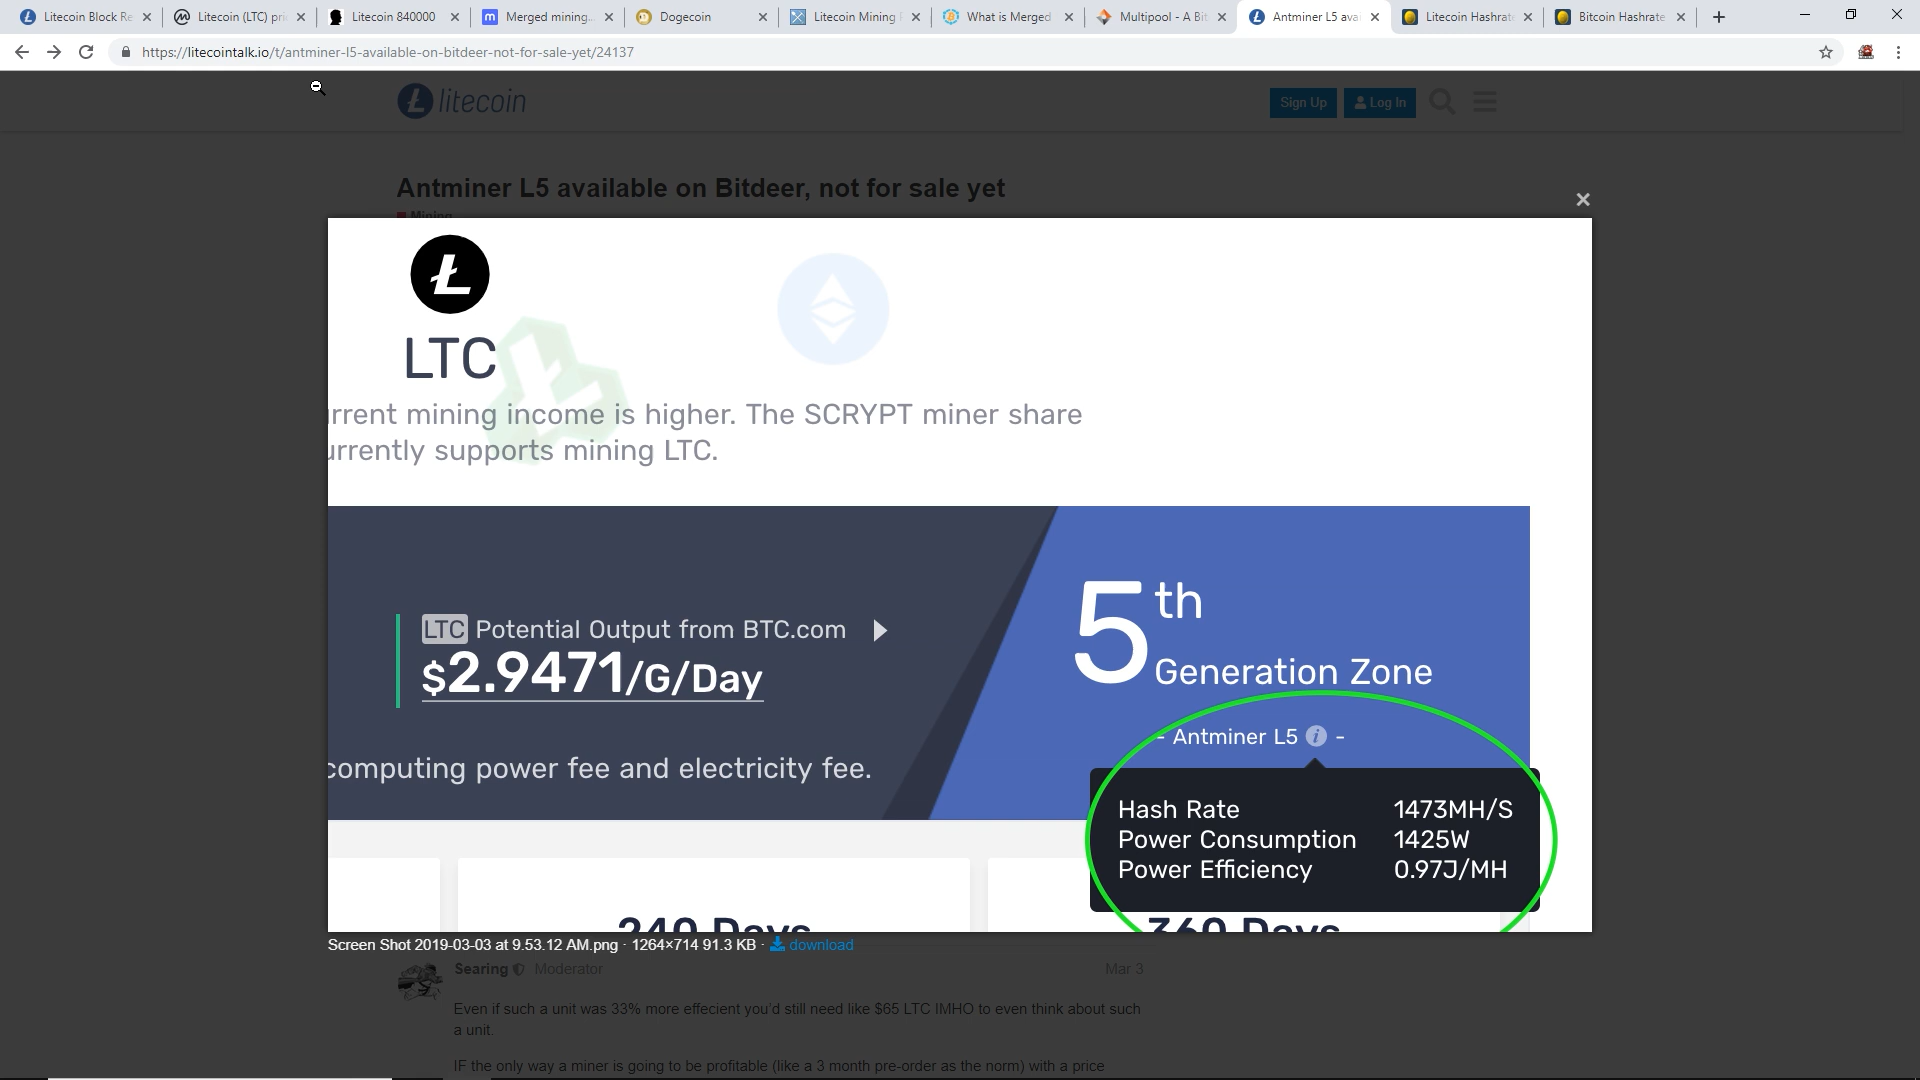 Litecoin Block Re
Litecoin (LTC) pri
Litecoin 840000
Merged mining
Dogecoin
Litecoin Mining
What is Merged
Multipool - A Bit
Antminer L5 avai
Litecoin Hashrat
Bitcoin Hashrate
https://litecointalk.io/t/antminer-l5-available-on-bitdeer-not-for-sale-yet/24137
litecoin
Sign Up
Log In
Antminer L5 available on Bitdeer, not for sale yet
Mining
LTC
rrent mining income is higher. The SCRYPT miner share
urrently supports mining LTC.
LTC Potential Output from BTC.com
$2.9471/G/Day
computing power fee and electricity fee.
5th
Generation Zone
- Antminer L5 i -
Hash Rate 1473MH/S
Power Consumption 1425W
Power Efficiency 0.97J/MH
240 Days
360 Days
Screen Shot 2019-03-03 at 9.53.12 AM.png · 1264×714 91.3 KB · download
Searing Moderator Mar 3
Even if such a unit was 33% more effecient you'd still need like $65 LTC IMHO to even think about such
a unit.
IF the only way a miner is going to be profitable (like a 3 month pre-order as the norm) with a price